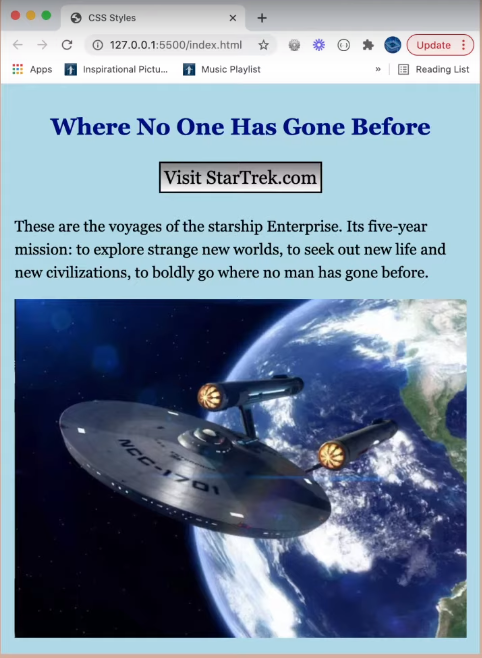 CSS Styles
127.0.0.1:5500/index.html
Update
Apps
Inspirational Pictu...
Music Playlist
»
Reading List
Where No One Has Gone Before
Visit StarTrek.com
These are the voyages of the starship Enterprise. Its five-year
mission: to explore strange new worlds, to seek out new life and
new civilizations, to boldly go where no man has gone before.
NCC-1701